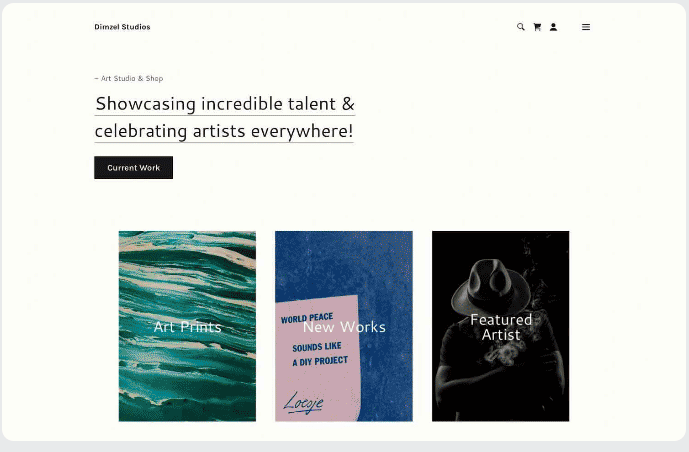 Dimzel Studios
– Art Studio & Shop
Showcasing incredible talent &
celebrating artists everywhere!
Current Work
Art Prints
WORLD PEACE
New Works
SOUNDS LIKE
A DIY PROJECT
Loesje
Featured
Artist